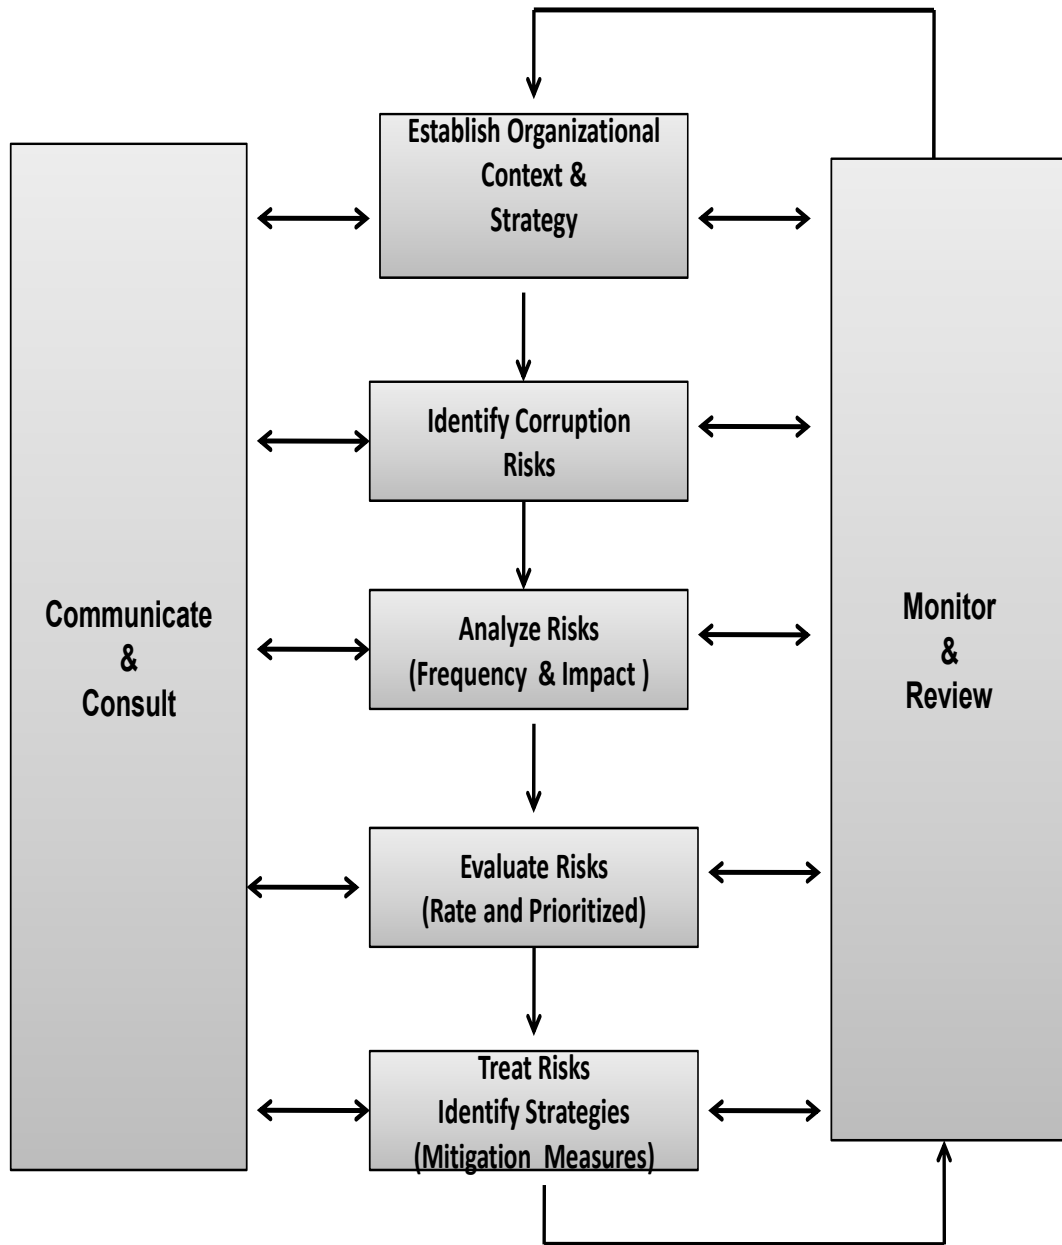 Establish Organizational
Context &
Strategy
Identify Corruption
Risks
Communicate
&
Consult
Analyze Risks
(Frequency & Impact )
Monitor
&
Review
Evaluate Risks
(Rate and Prioritized)
Treat Risks
Identify Strategies
(Mitigation Measures)